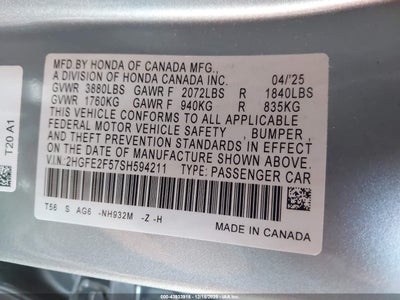 MFD.BY HONDA OF CANADA MFG.,
A DIVISION OF HONDA CANADA INC. 04/'25
GVWR 3880LBS GAWR F 2072LBS R 1840LBS
GVWR 1760KG GAWR F 940KG R 835KG
THIS VEHICLE CONFORMS TO ALL APPLICABLE
FEDERAL MOTOR VEHICLE SAFETY, BUMPER,
AND THEFT PREVENTION STANDARDS IN EFFECT ON
THE DATE OF MANUFACTURE SHOWN ABOVE.
V.I.N.:2HGFE2F57SH594211 TYPE: PASSENGER CAR
T56 S AG6 -NH932M -Z -H
MADE IN CANADA
T20 A1